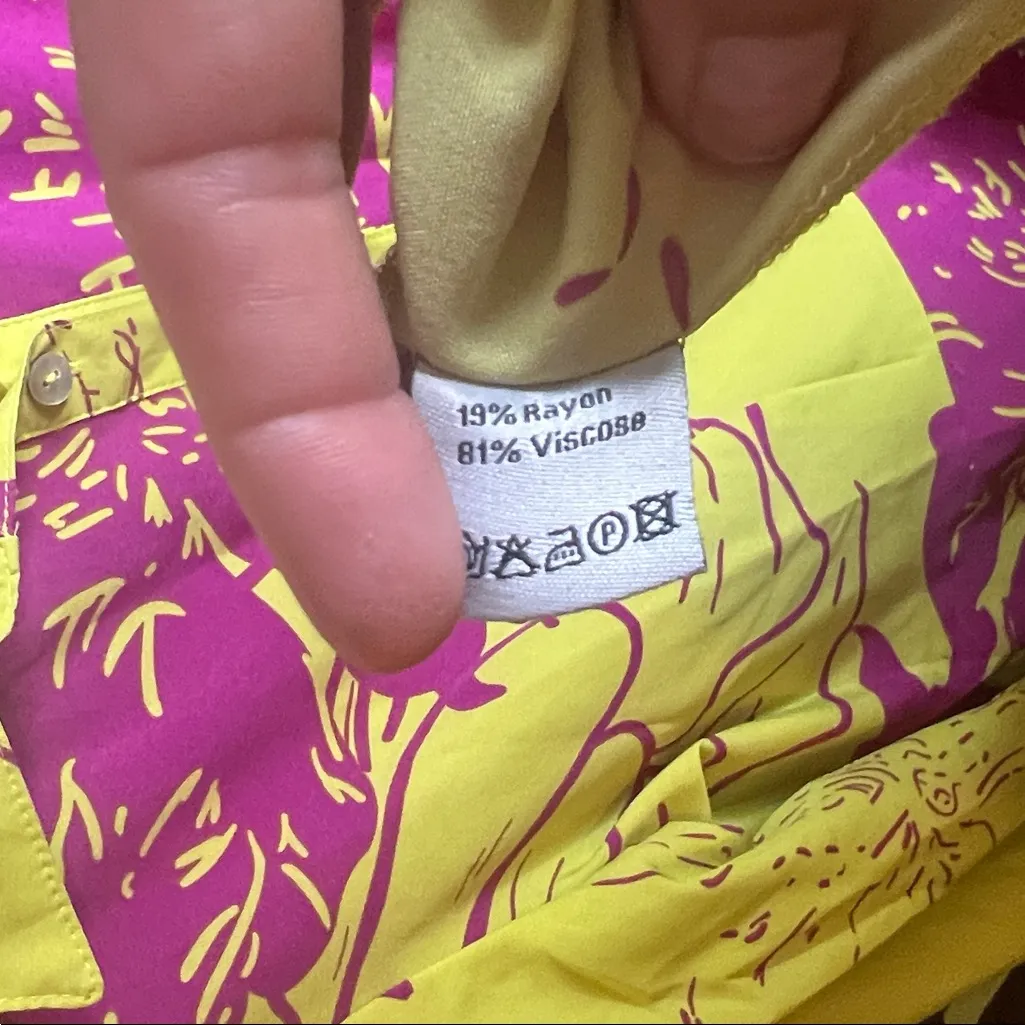 19% Rayon
81% Viscose
P